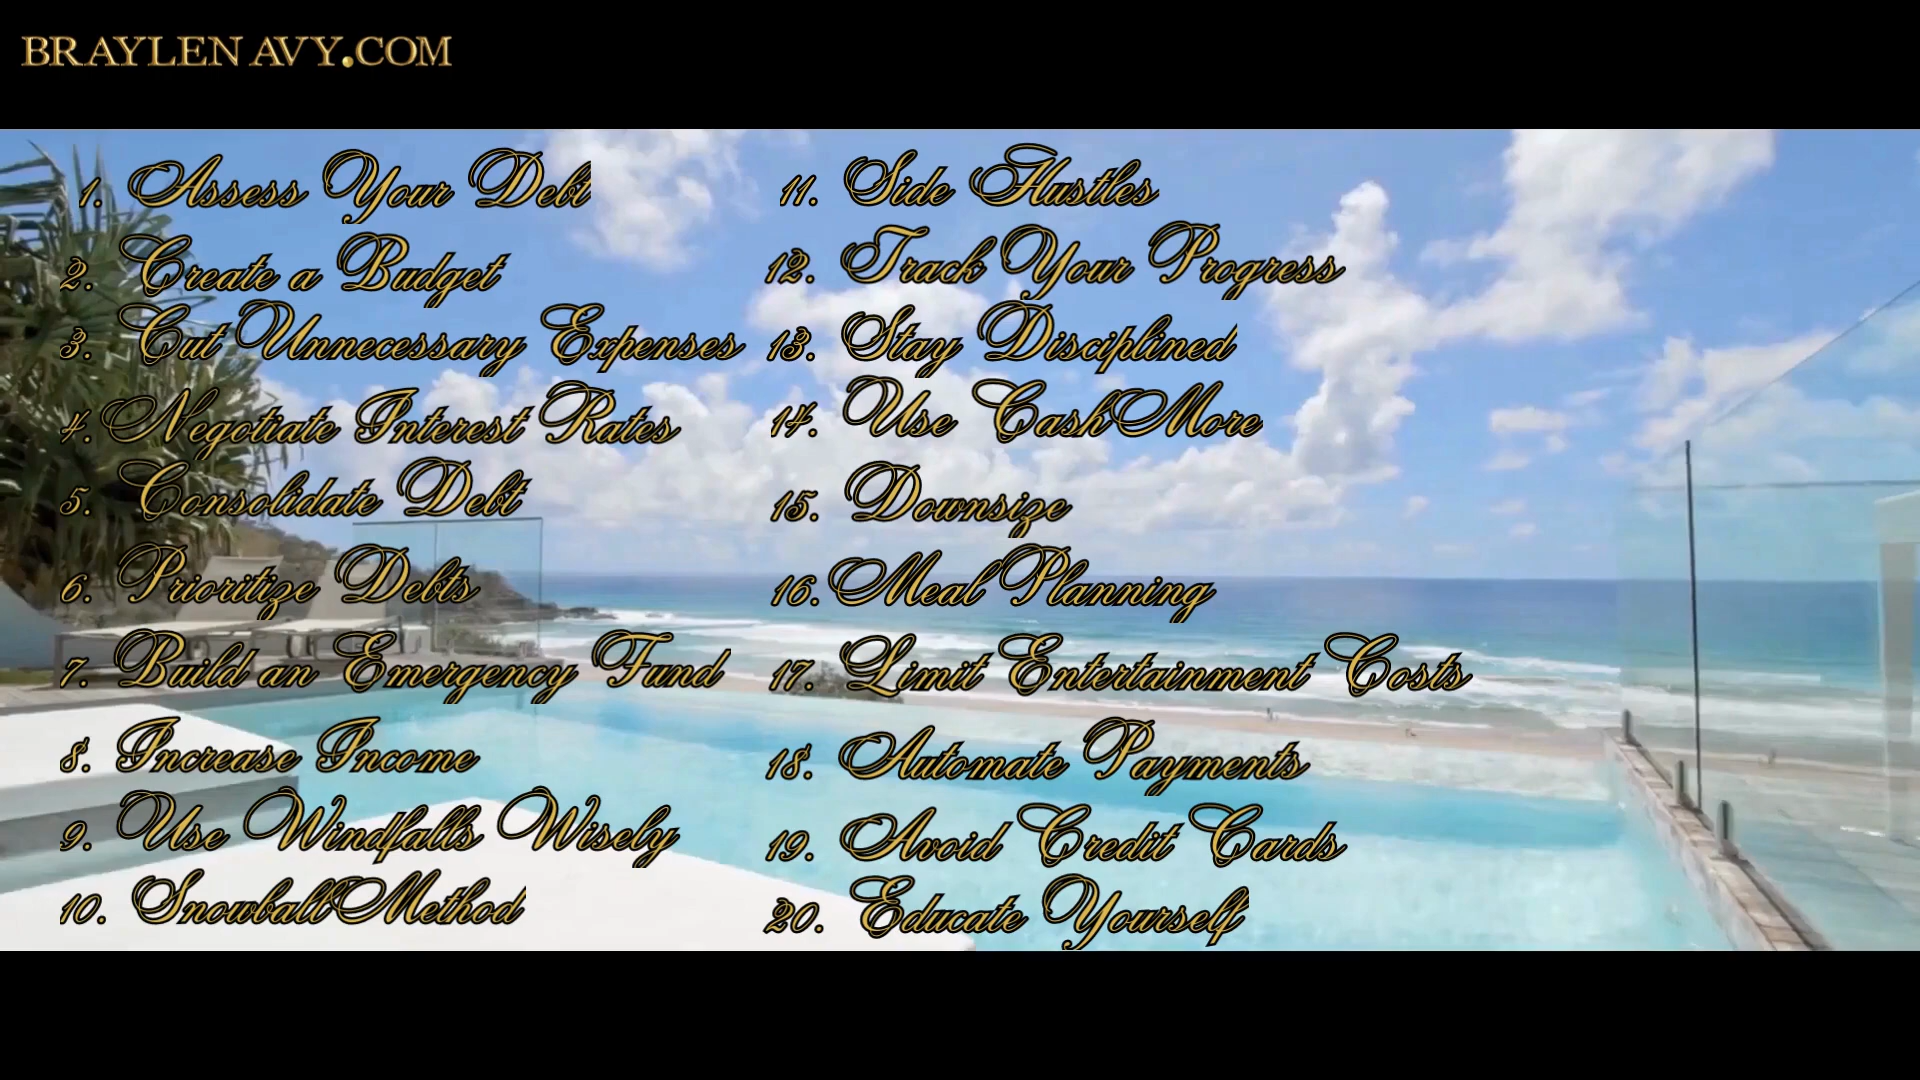 BRAYLEN AVY.COM
1. Assess Your Debt
2. Create a Budget
3. Cut Unnecessary Expenses
4. Negotiate Interest Rates
5. Consolidate Debt
6. Prioritize Debts
7. Build an Emergency Fund
8. Increase Income
9. Use Windfalls Wisely
10. Snowball Method
11. Side Hustles
12. Track Your Progress
13. Stay Disciplined
14. Use Cash More
15. Downsize
16. Meal Planning
17. Limit Entertainment Costs
18. Automate Payments
19. Avoid Credit Cards
20. Educate Yourself